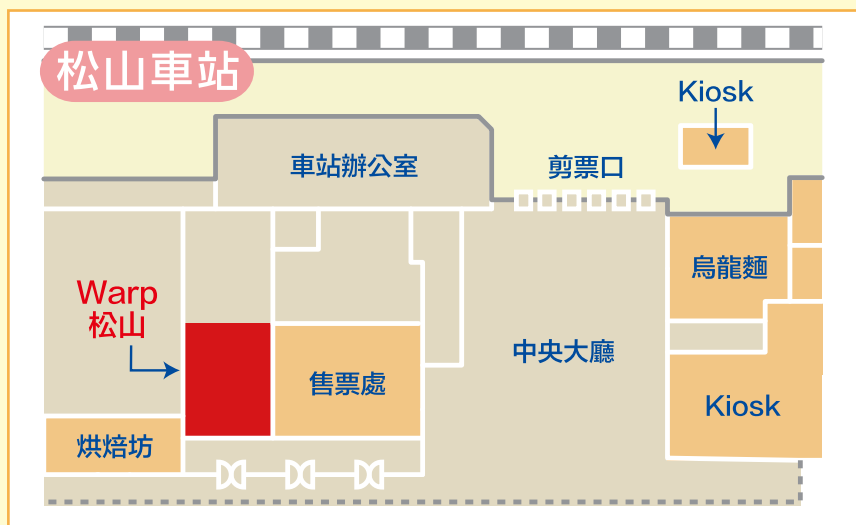 松山車站
Kiosk
車站辦公室
剪票口
烏龍麵
Warp
松山
中央大廳
售票處
Kiosk
烘焙坊